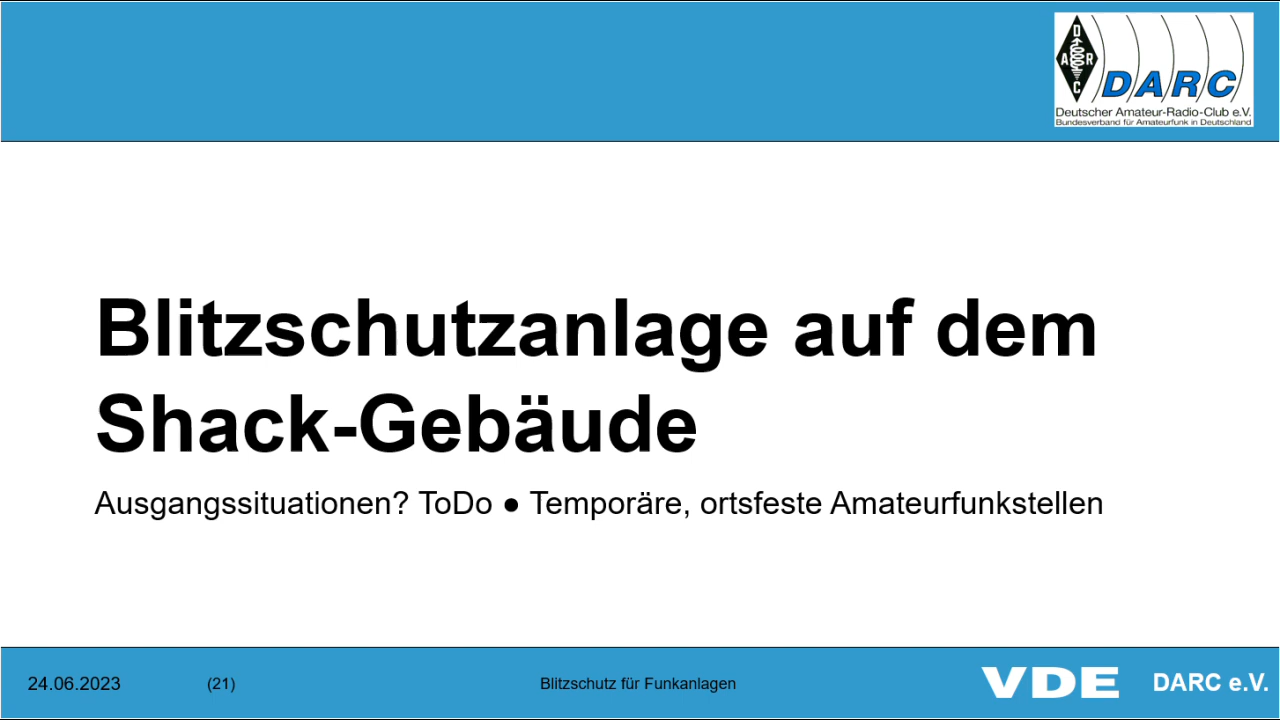 D
A R
C
DARC
Deutscher Amateur-Radio-Club e.V.
Bundesverband für Amateurfunk in Deutschland
Blitzschutzanlage auf dem
Shack-Gebäude
Ausgangssituationen? ToDo ● Temporäre, ortsfeste Amateurfunkstellen
24.06.2023 (21) Blitzschutz für Funkanlagen VDE DARC e.V.